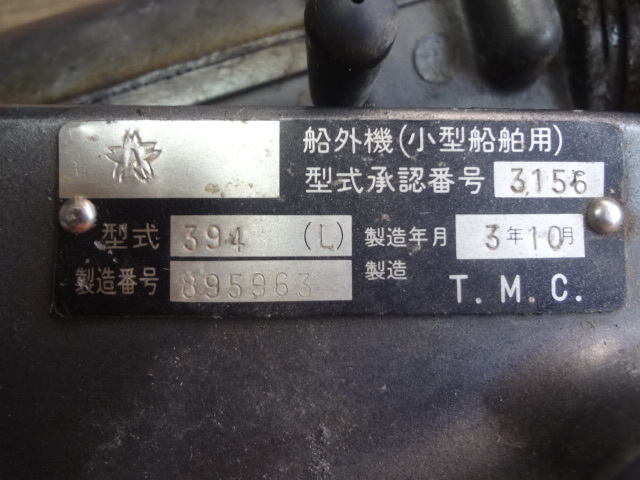 船外機(小型船舶用)
型式承認番号 3156
型式 394 (L) 製造年月 3年10月
製造番号 895963 製造 T.M.C.